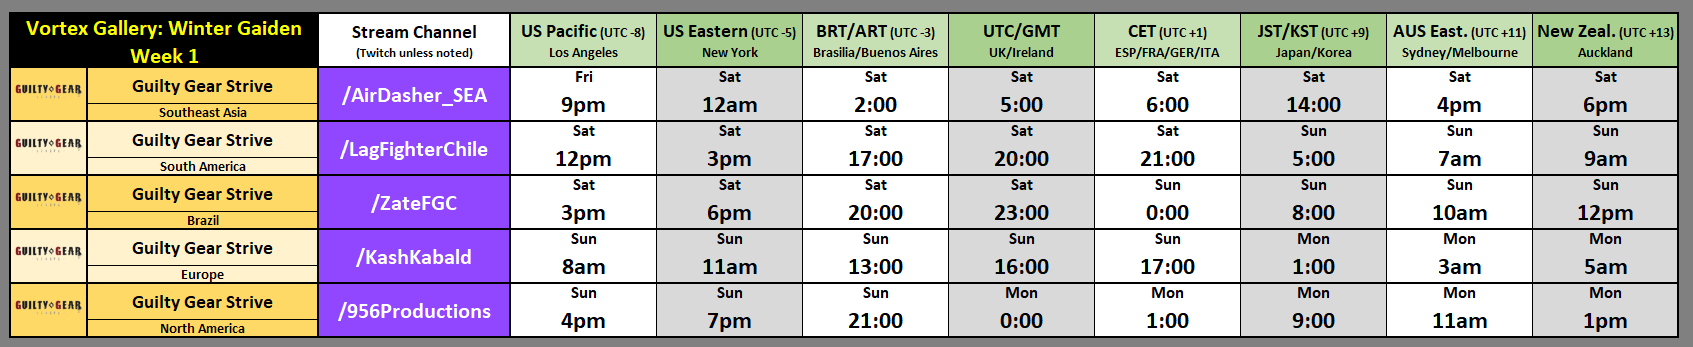 Vortex Gallery: Winter Gaiden
Week 1
Stream Channel
(Twitch unless noted)
US Pacific (UTC -8)
Los Angeles
US Eastern (UTC -5)
New York
BRT/ART (UTC -3)
Brasilia/Buenos Aires
UTC/GMT
UK/Ireland
CET (UTC +1)
ESP/FRA/GER/ITA
JST/KST (UTC +9)
Japan/Korea
AUS East. (UTC +11)
Sydney/Melbourne
New Zeal. (UTC +13)
Auckland
GUILTY GEAR
Guilty Gear Strive
Southeast Asia
/AirDasher_SEA
Fri
9pm
Sat
12am
Sat
2:00
Sat
5:00
Sat
6:00
Sat
14:00
Sat
4pm
Sat
6pm
GUILTY GEAR
Guilty Gear Strive
South America
/LagFighterChile
Sat
12pm
Sat
3pm
Sat
17:00
Sat
20:00
Sat
21:00
Sun
5:00
Sun
7am
Sun
9am
GUILTY GEAR
Guilty Gear Strive
Brazil
/ZateFGC
Sat
3pm
Sat
6pm
Sat
20:00
Sat
23:00
Sun
0:00
Sun
8:00
Sun
10am
Sun
12pm
GUILTY GEAR
Guilty Gear Strive
Europe
/KashKabald
Sun
8am
Sun
11am
Sun
13:00
Sun
16:00
Sun
17:00
Mon
1:00
Mon
3am
Mon
5am
GUILTY GEAR
Guilty Gear Strive
North America
/956Productions
Sun
4pm
Sun
7pm
Sun
21:00
Mon
0:00
Mon
1:00
Mon
9:00
Mon
11am
Mon
1pm